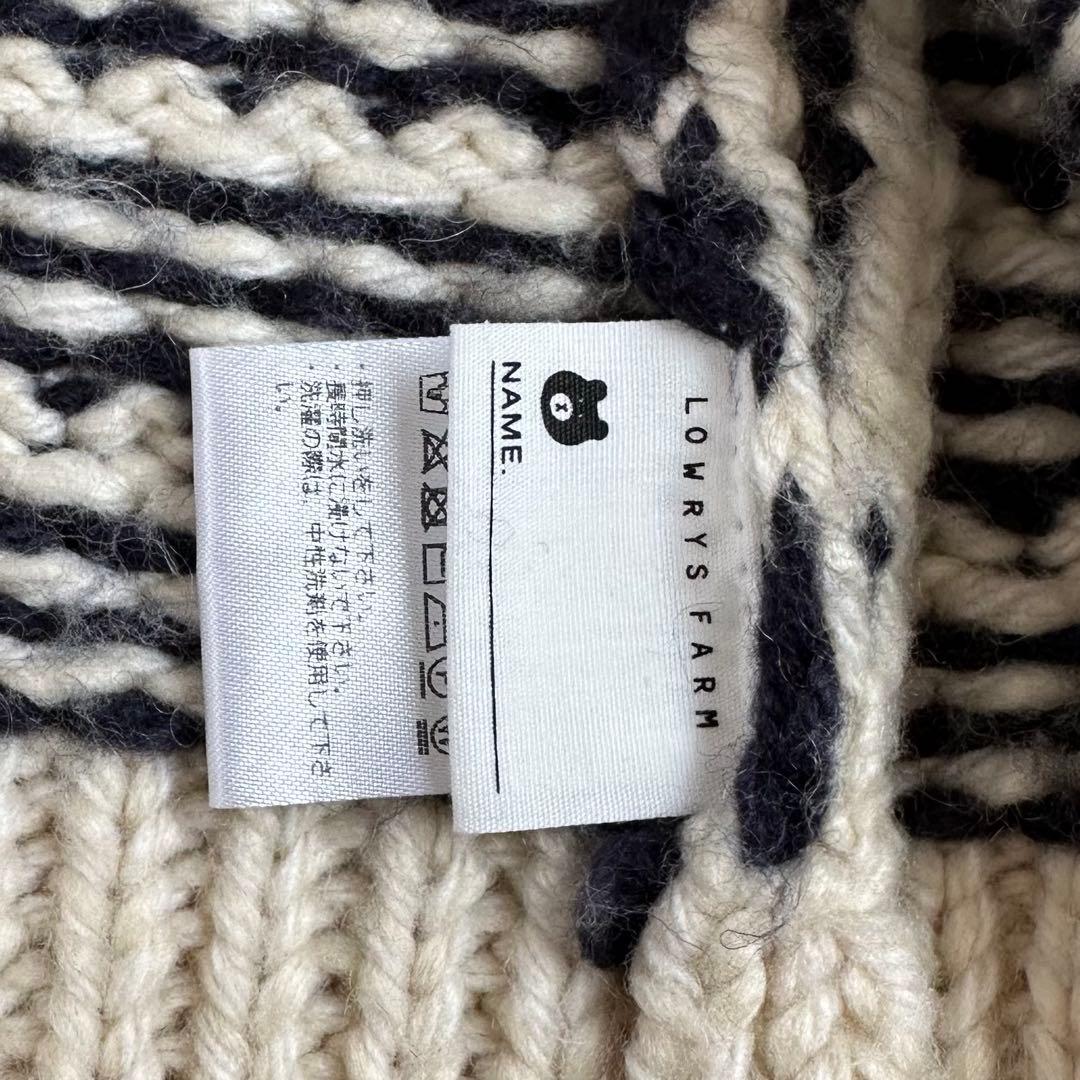 LOWRYS FARM
NAME.
・押し洗いをして下さい。
・長時間水に漬けないで下さい。
・洗濯の際は、中性洗剤を使用して下さ
い。